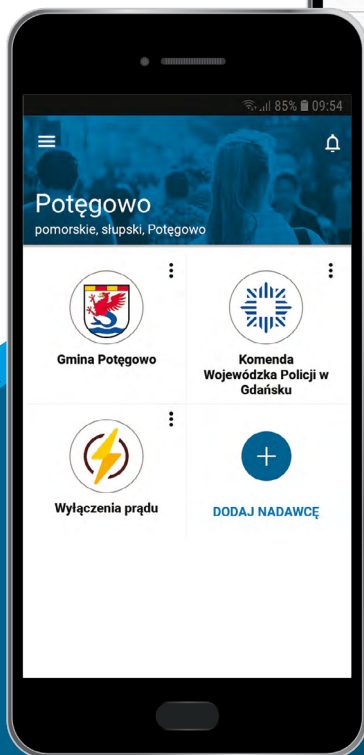 85% 09:54
Potęgowo
pomorskie, słupski, Potęgowo
Gmina Potęgowo
Komenda
Wojewódzka Policji w
Gdańsku
Wyłączenia prądu
DODAJ NADAWCĘ